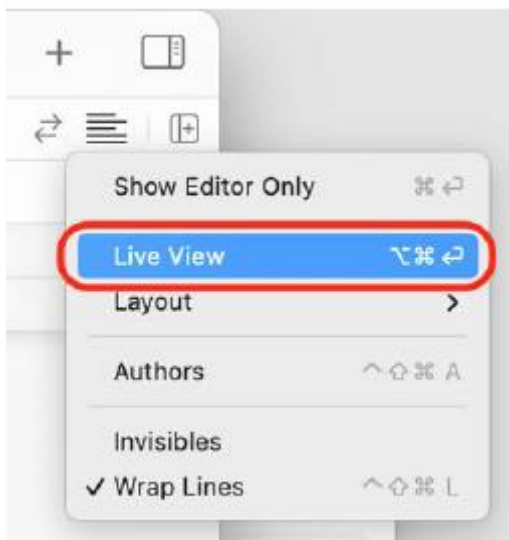 Show Editor Only ⌘ ↩
Live View ⌥⌘ ↩
Layout >
Authors ^⇧⌘ A
Invisibles
✓ Wrap Lines ^⇧⌘ L